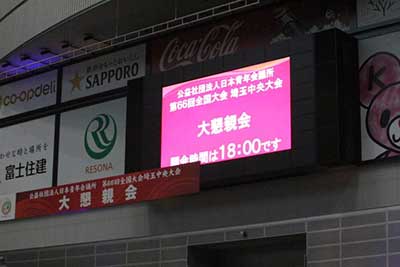 co-opdeli
SAPPORO
Coca-Cola
公益社団法人日本青年会議所
第66回全国大会 埼玉中央大会
大懇親会
開会時間は18:00です
RESONA
富士住建
公益社団法人日本青年会議所 第66回全国大会埼玉中央大会
大懇親会
K